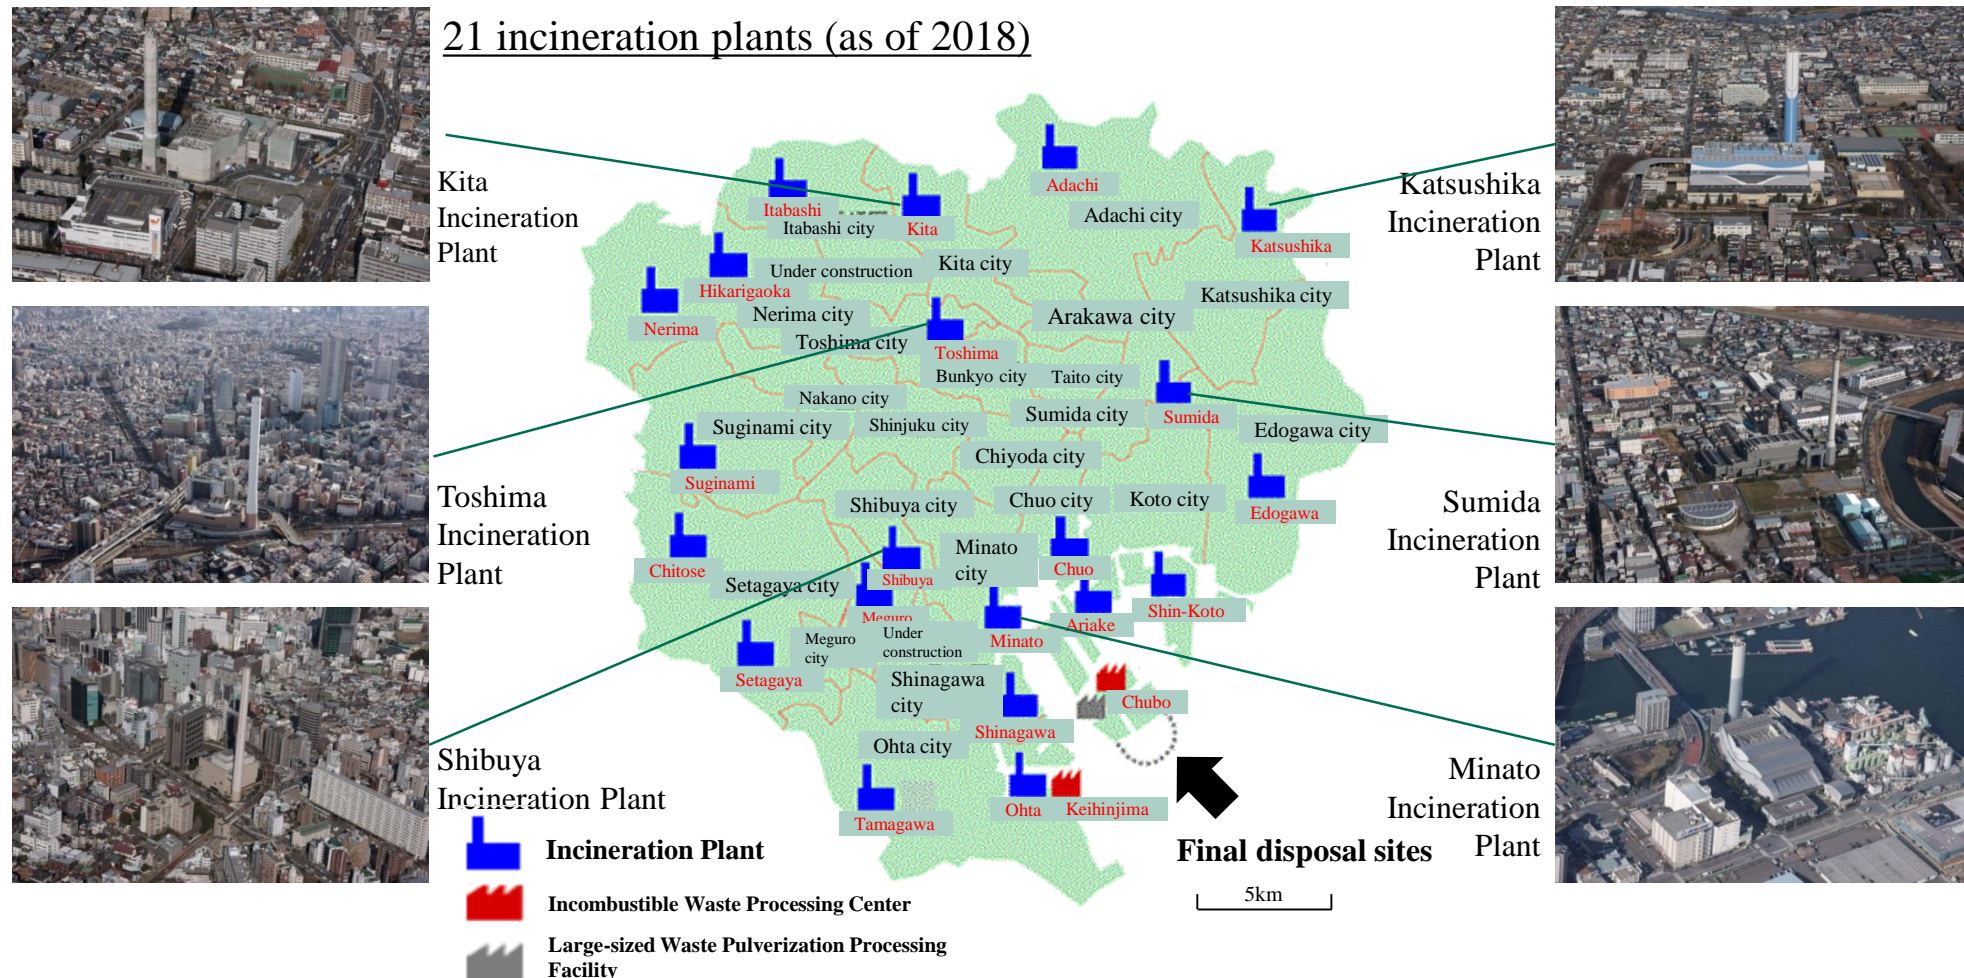 21 incineration plants (as of 2018)
Kita
Incineration
Plant
Toshima
Incineration
Plant
Shibuya
Incineration Plant
Katsushika
Incineration
Plant
Sumida
Incineration
Plant
Minato
Incineration
Plant
Adachi
Adachi city
Itabashi
Itabashi city
Kita
Katsushika
Kita city
Under construction
Hikarigaoka
Katsushika city
Nerima city
Arakawa city
Nerima
Toshima city
Toshima
Bunkyo city
Taito city
Nakano city
Sumida city
Sumida
Suginami city
Shinjuku city
Edogawa city
Chiyoda city
Suginami
Shibuya city
Chuo city
Koto city
Edogawa
Minato
city
Chitose
Setagaya city
Shibuya
Chuo
Meguro
Ariake
Shin-Koto
Meguro
city
Under
construction
Minato
Setagaya
Shinagawa
city
Chubo
Shinagawa
Ohta city
Tamagawa
Ohta
Keihinjima
Final disposal sites
5km
Incineration Plant
Incombustible Waste Processing Center
Large-sized Waste Pulverization Processing
Facility